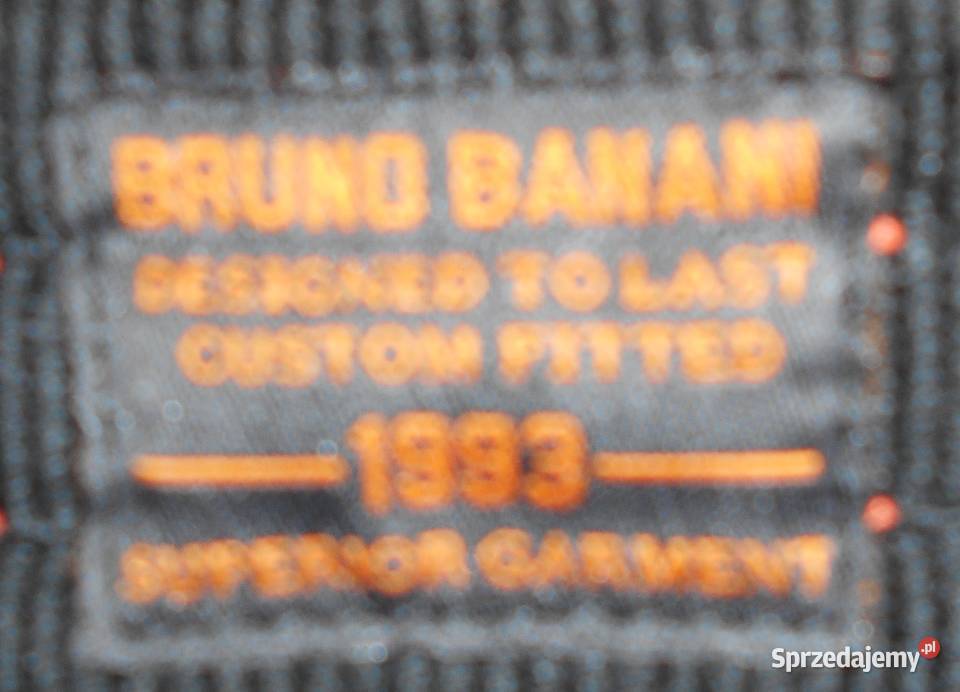 BRUNO BANANI
DESIGNED TO LAST
CUSTOM FITTED
1993
SUPERIOR GARMENT
Sprzedajemy.pl